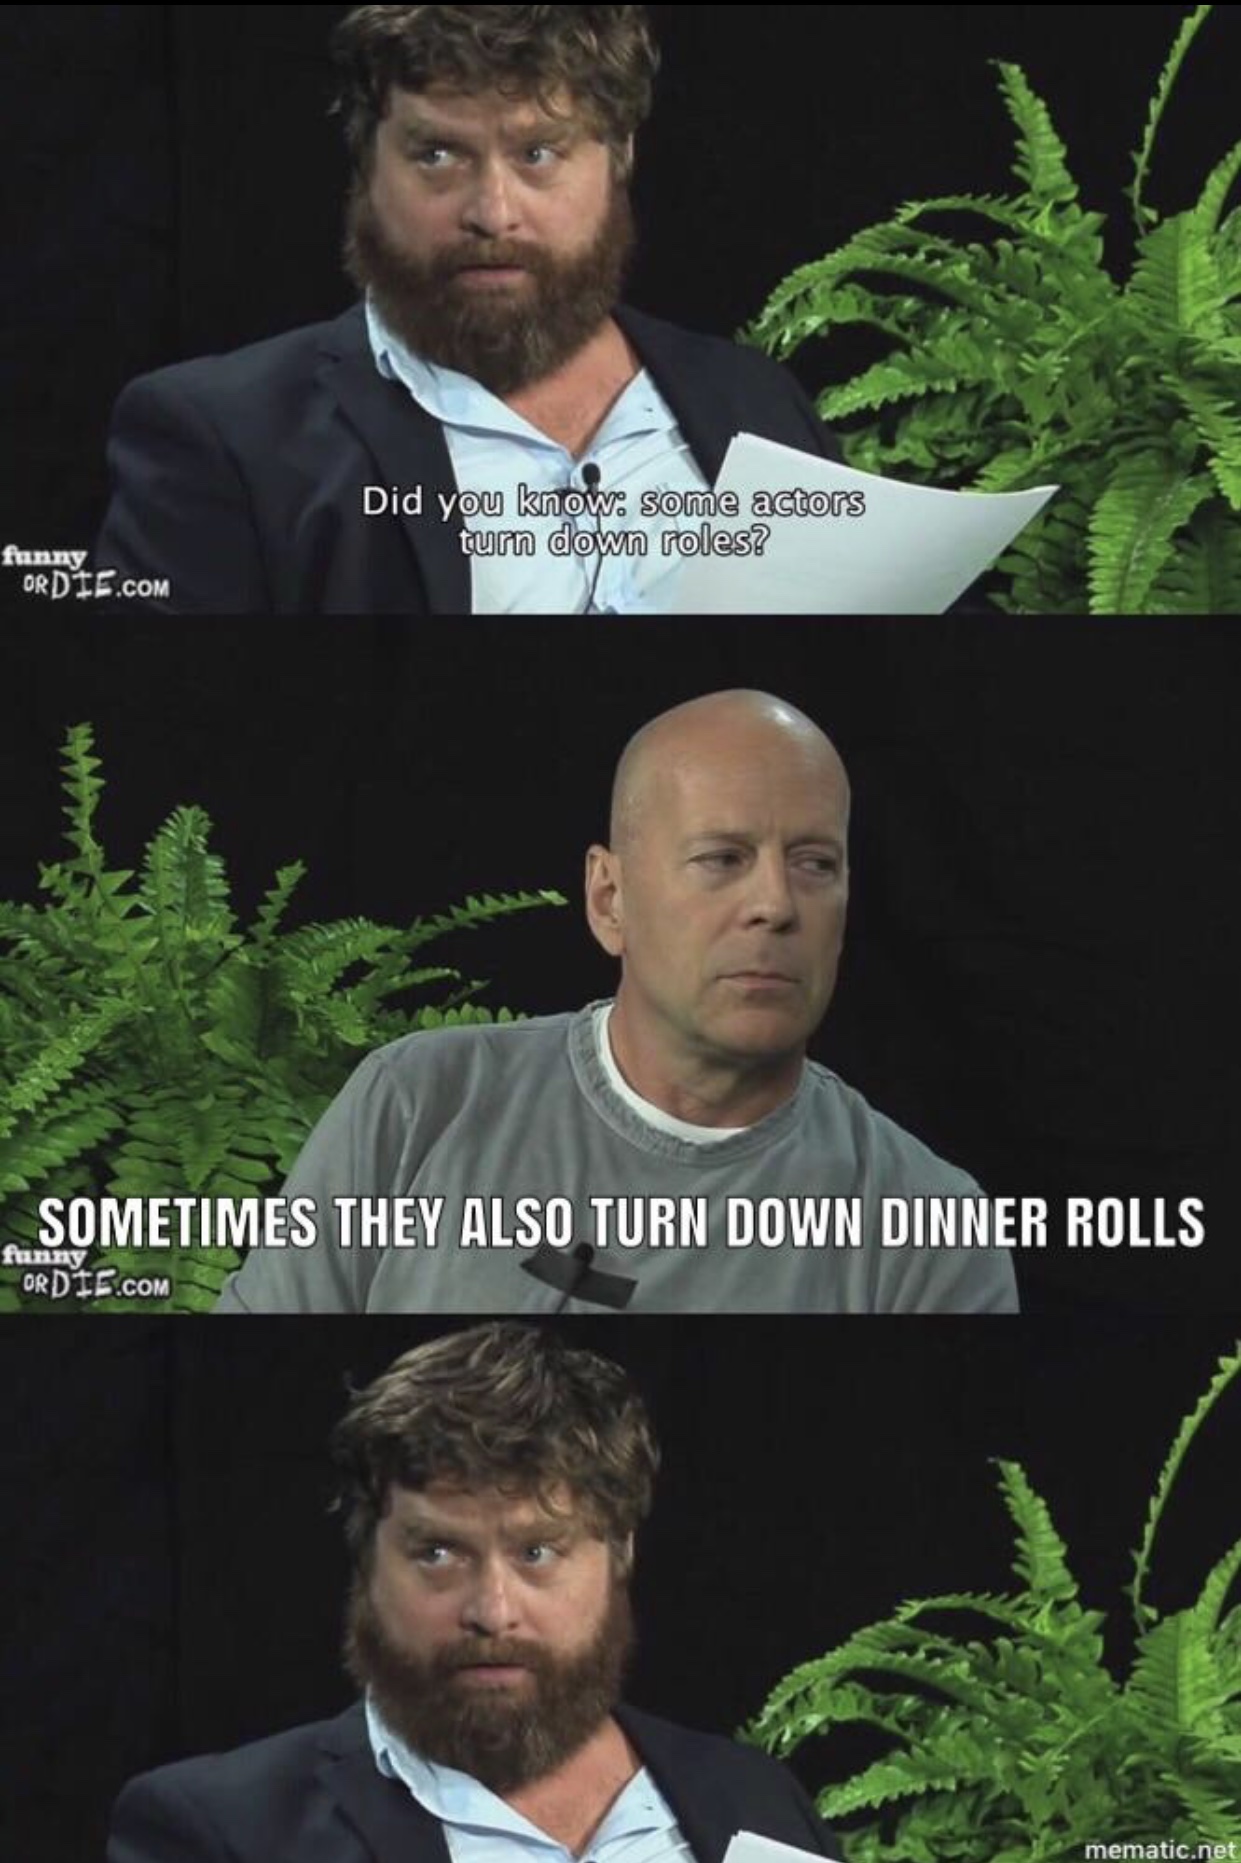 Did you know: some actors
turn down roles?
funny
OR DIE.COM
SOMETIMES THEY ALSO TURN DOWN DINNER ROLLS
funny
OR DIE.COM
mematic.net